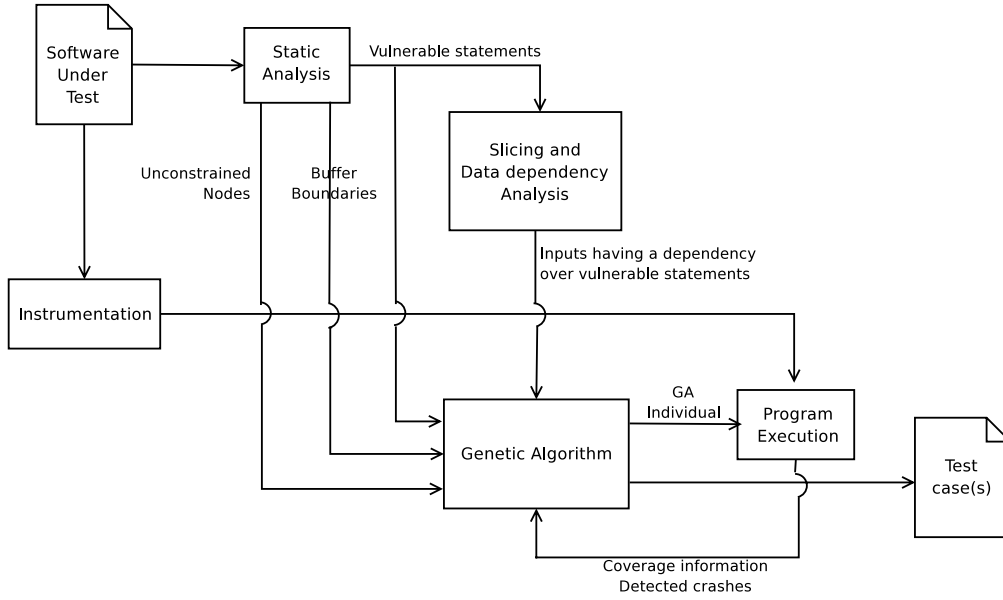 Software
Under
Test
Static
Analysis
Vulnerable statements
Slicing and
Data dependency
Analysis
Unconstrained
Nodes
Buffer
Boundaries
Inputs having a dependency
over vulnerable statements
Instrumentation
GA
Individual
Program
Execution
Genetic Algorithm
Test
case(s)
Coverage information
Detected crashes